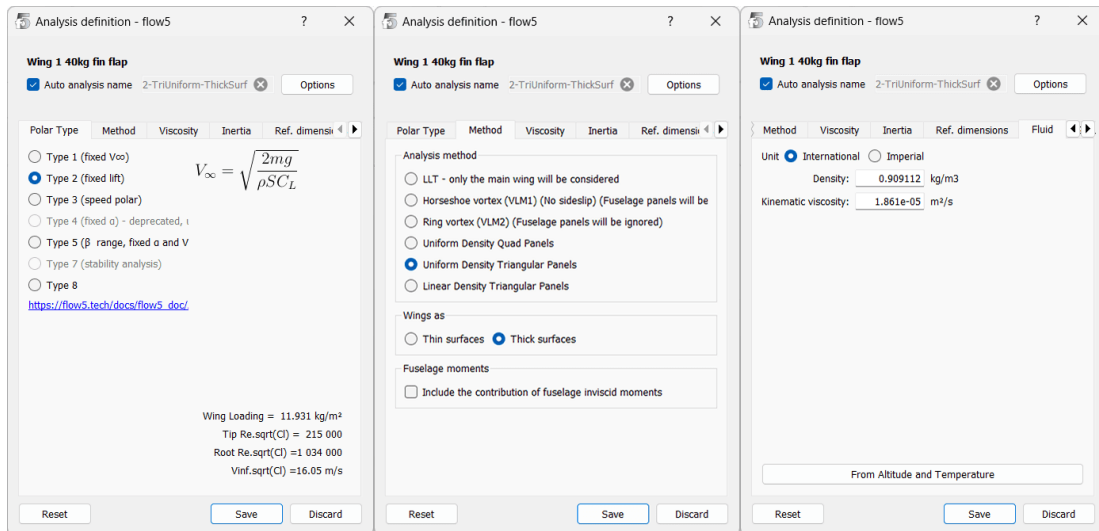 Analysis definition - flow5
Wing 1 40kg fin flap
Auto analysis name 2-TriUniform-ThickSurf Options
Polar Type Method Viscosity Inertia Ref. dimensi
Type 1 (fixed V∞)
Type 2 (fixed lift)
Type 3 (speed polar)
Type 4 (fixed α) - deprecated, u
Type 5 (β range, fixed α and V
Type 7 (stability analysis)
Type 8
https://flow5.tech/docs/flow5_doc/
V∞ = √(2mg / ρSC_L)
Wing Loading = 11.931 kg/m²
Tip Re.sqrt(Cl) = 215 000
Root Re.sqrt(Cl) =1 034 000
Vinf.sqrt(Cl) =16.05 m/s
Reset Save Discard
Analysis definition - flow5
Wing 1 40kg fin flap
Auto analysis name 2-TriUniform-ThickSurf Options
Polar Type Method Viscosity Inertia Ref. dimensi
Analysis method
LLT - only the main wing will be considered
Horseshoe vortex (VLM1) (No sideslip) (Fuselage panels will be
Ring vortex (VLM2) (Fuselage panels will be ignored)
Uniform Density Quad Panels
Uniform Density Triangular Panels
Linear Density Triangular Panels
Wings as
Thin surfaces Thick surfaces
Fuselage moments
Include the contribution of fuselage inviscid moments
Reset Save Discard
Analysis definition - flow5
Wing 1 40kg fin flap
Auto analysis name 2-TriUniform-ThickSurf Options
Method Viscosity Inertia Ref. dimensions Fluid
Unit International Imperial
Density: 0.909112 kg/m3
Kinematic viscosity: 1.861e-05 m²/s
From Altitude and Temperature
Reset Save Discard